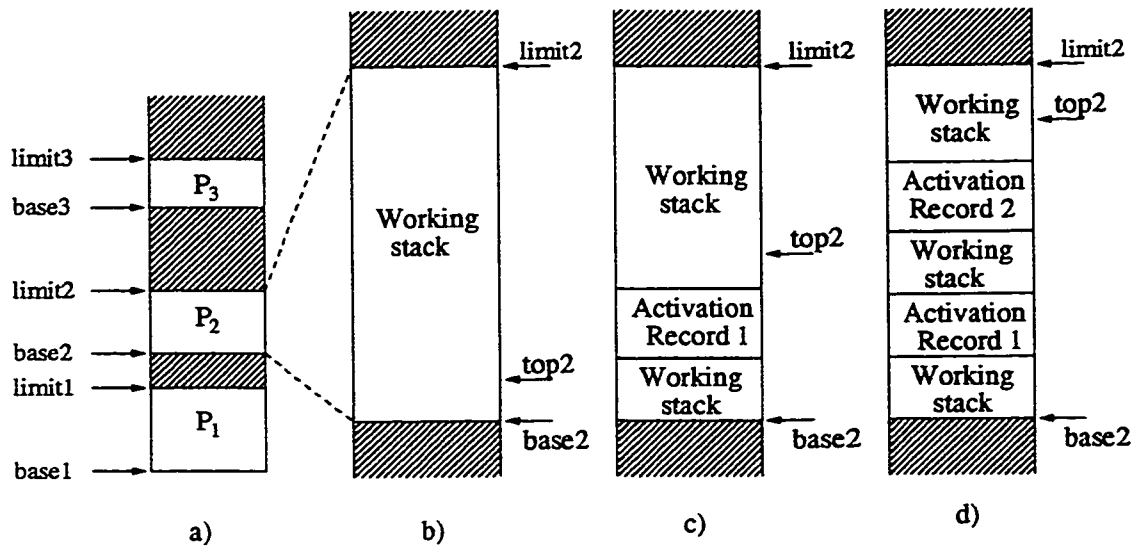 limit3
base3
limit2
base2
limit1
base1
P3
P2
P1
a)
Working
stack
limit2
top2
base2
b)
Working
stack
Activation
Record 1
Working
stack
limit2
top2
base2
c)
Working
stack
Activation
Record 2
Working
stack
Activation
Record 1
Working
stack
limit2
top2
base2
d)